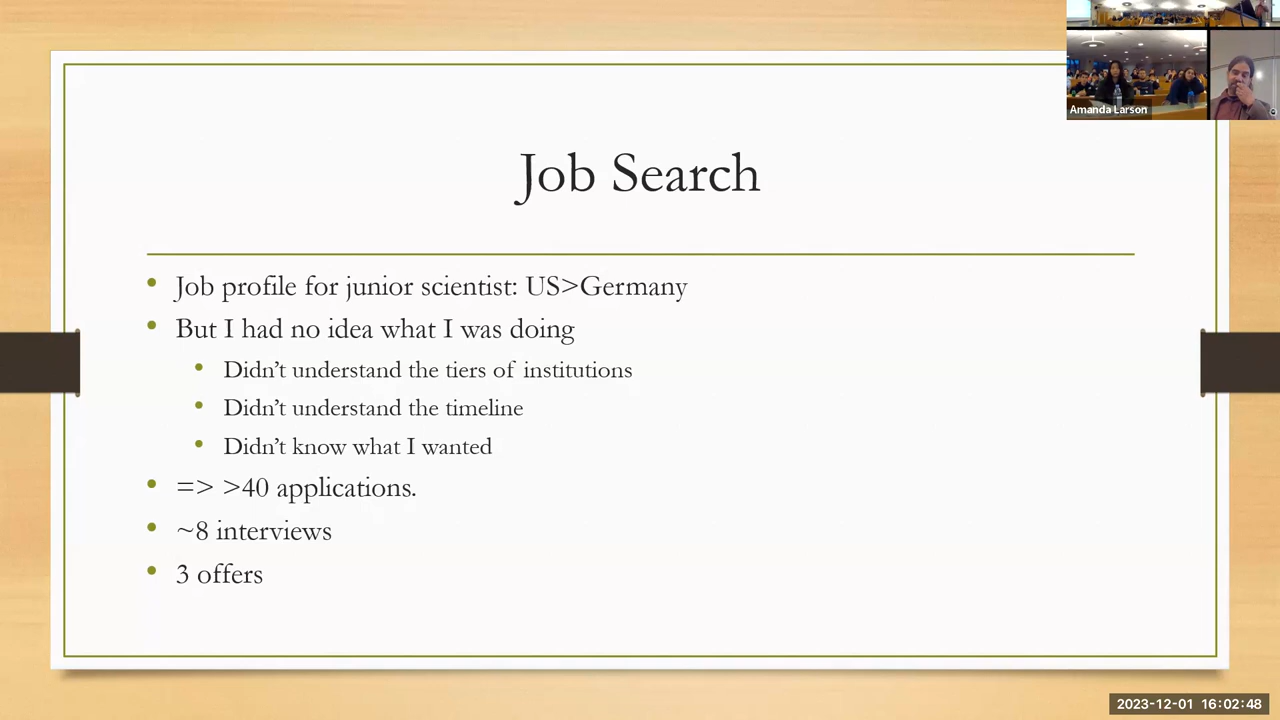 Amanda Larson
Job Search
• Job profile for junior scientist: US>Germany
• But I had no idea what I was doing
• Didn’t understand the tiers of institutions
• Didn’t understand the timeline
• Didn’t know what I wanted
• => >40 applications.
• ~8 interviews
• 3 offers
2023-12-01 16:02:48